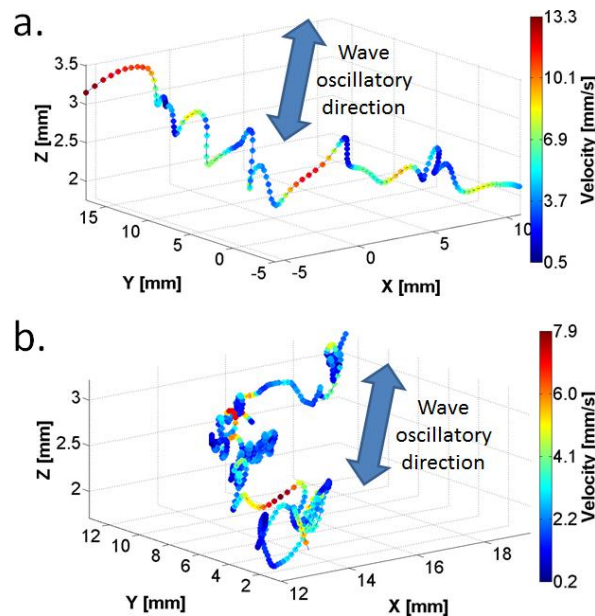 a.
Wave
oscillatory
direction
3.5
3
2.5
2
Z [mm]
15
10
5
0
-5
Y [mm]
-5
0
5
10
X [mm]
13.3
10.1
6.9
3.7
0.5
Velocity [mm/s]
b.
Wave
oscillatory
direction
3
2.5
2
Z [mm]
12
10
8
6
4
2
Y [mm]
12
14
16
18
X [mm]
7.9
6.0
4.1
2.2
0.2
Velocity [mm/s]